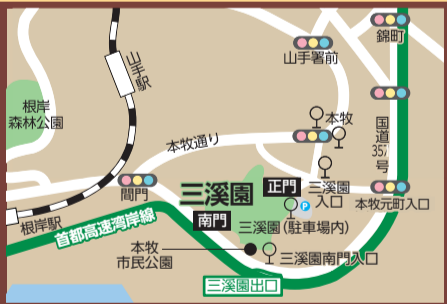 錦町
山手署前
山手駅
根岸
森林公園
本牧
国道
357
号
本牧通り
間門
三溪園
正門
P
三溪園
入口
本牧元町入口
南門
根岸駅
首都高速湾岸線
三溪園（駐車場内）
本牧
市民公園
三溪園南門入口
三溪園出口